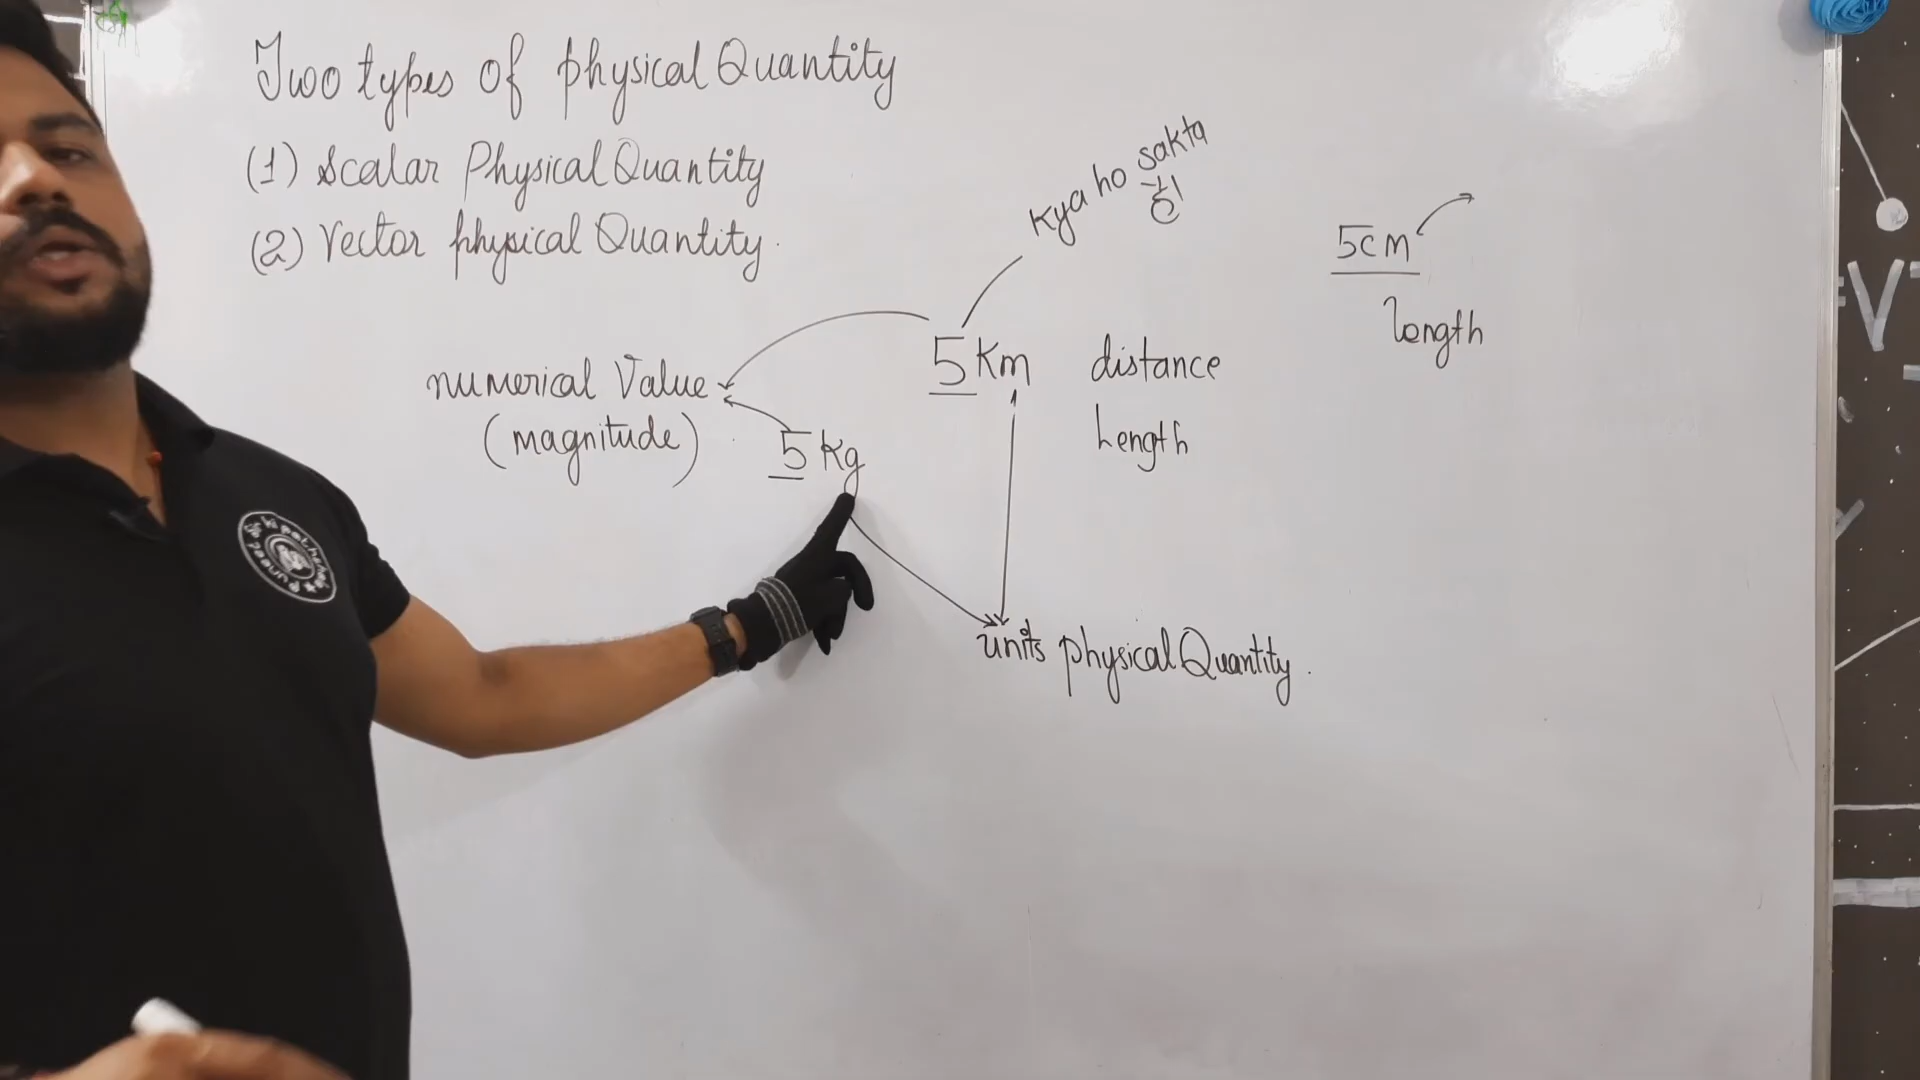 Two types of physical Quantity
(1) Scalar Physical Quantity
(2) Vector physical Quantity.
Kya ho sakta
है
5cm
length
5 Km distance
Length
numerical Value
(magnitude)
5 Kg
units physical Quantity.